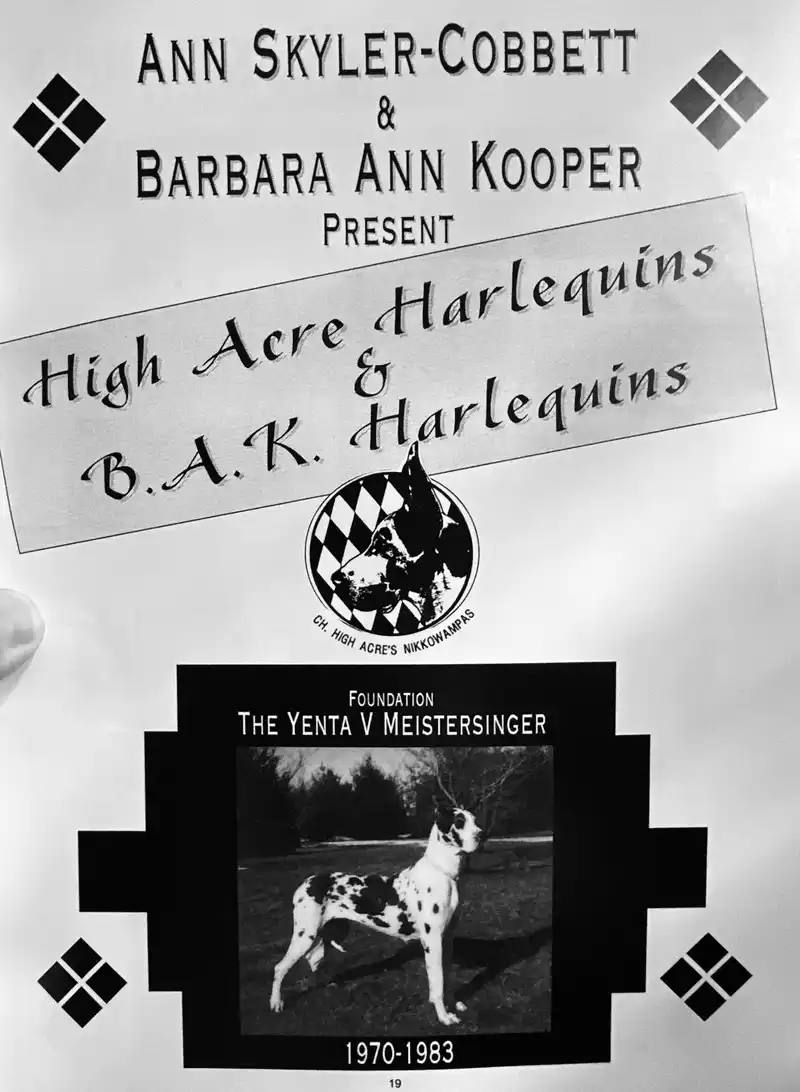 ANN SKYLER-COBBETT
&
BARBARA ANN KOOPER
PRESENT
High Acre Harlequins
&
B.A.K. Harlequins
CH. HIGH ACRE'S NIKKOWAMPAS
FOUNDATION
THE YENTA V MEISTERSINGER
1970-1983
19